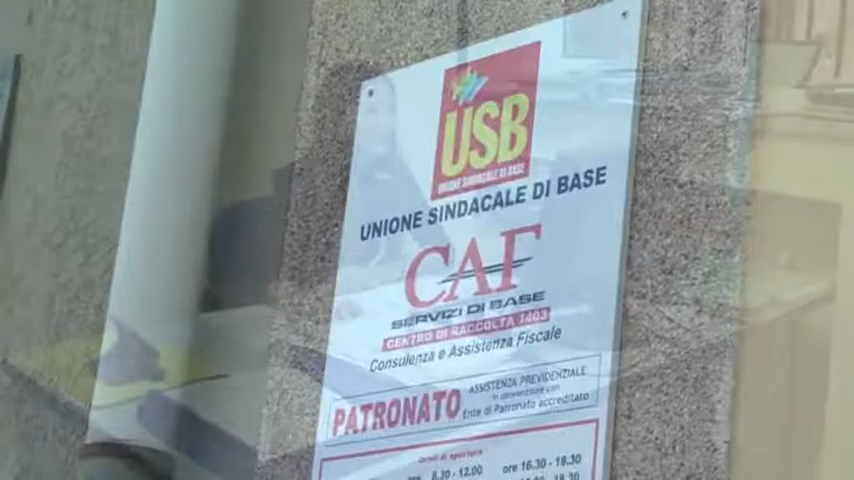 USB
UNIONE SINDACALE DI BASE
UNIONE SINDACALE DI BASE
CAF
SERVIZI DI BASE
CENTRO DI RACCOLTA 1403
Consulenza e Assistenza Fiscale
PATRONATO
ASSISTENZA PREVIDENZIALE
in convenzione con
Ente di Patronato accreditato
orari di apertura
8.30 - 12.00 ore 16.30 - 18.30
18.30